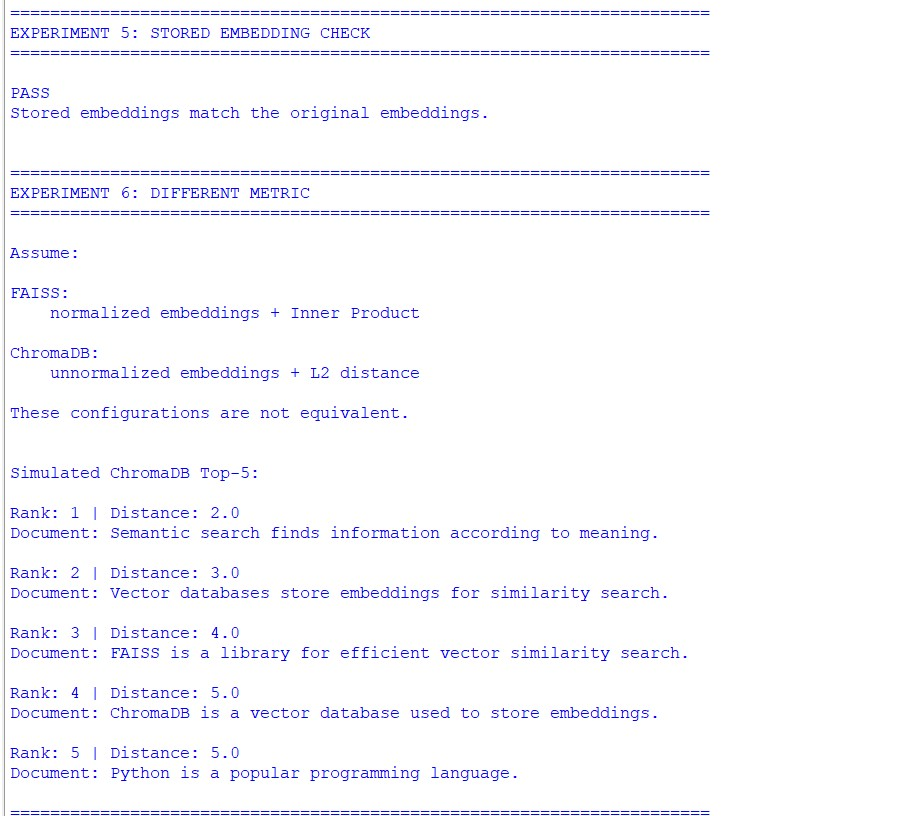 ======================================================================
EXPERIMENT 5: STORED EMBEDDING CHECK
======================================================================
PASS
Stored embeddings match the original embeddings.
======================================================================
EXPERIMENT 6: DIFFERENT METRIC
======================================================================
Assume:
FAISS:
    normalized embeddings + Inner Product
ChromaDB:
    unnormalized embeddings + L2 distance
These configurations are not equivalent.
Simulated ChromaDB Top-5:
Rank: 1 | Distance: 2.0
Document: Semantic search finds information according to meaning.
Rank: 2 | Distance: 3.0
Document: Vector databases store embeddings for similarity search.
Rank: 3 | Distance: 4.0
Document: FAISS is a library for efficient vector similarity search.
Rank: 4 | Distance: 5.0
Document: ChromaDB is a vector database used to store embeddings.
Rank: 5 | Distance: 5.0
Document: Python is a popular programming language.
======================================================================